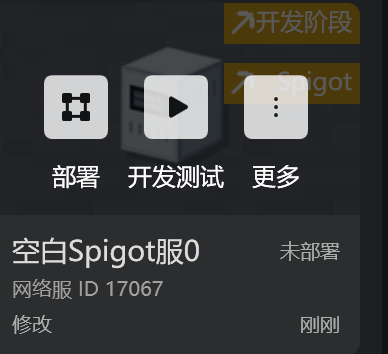 开发阶段
Spigot
部署 开发测试 更多
空白Spigot服0 未部署
网络服 ID 17067
修改 刚刚